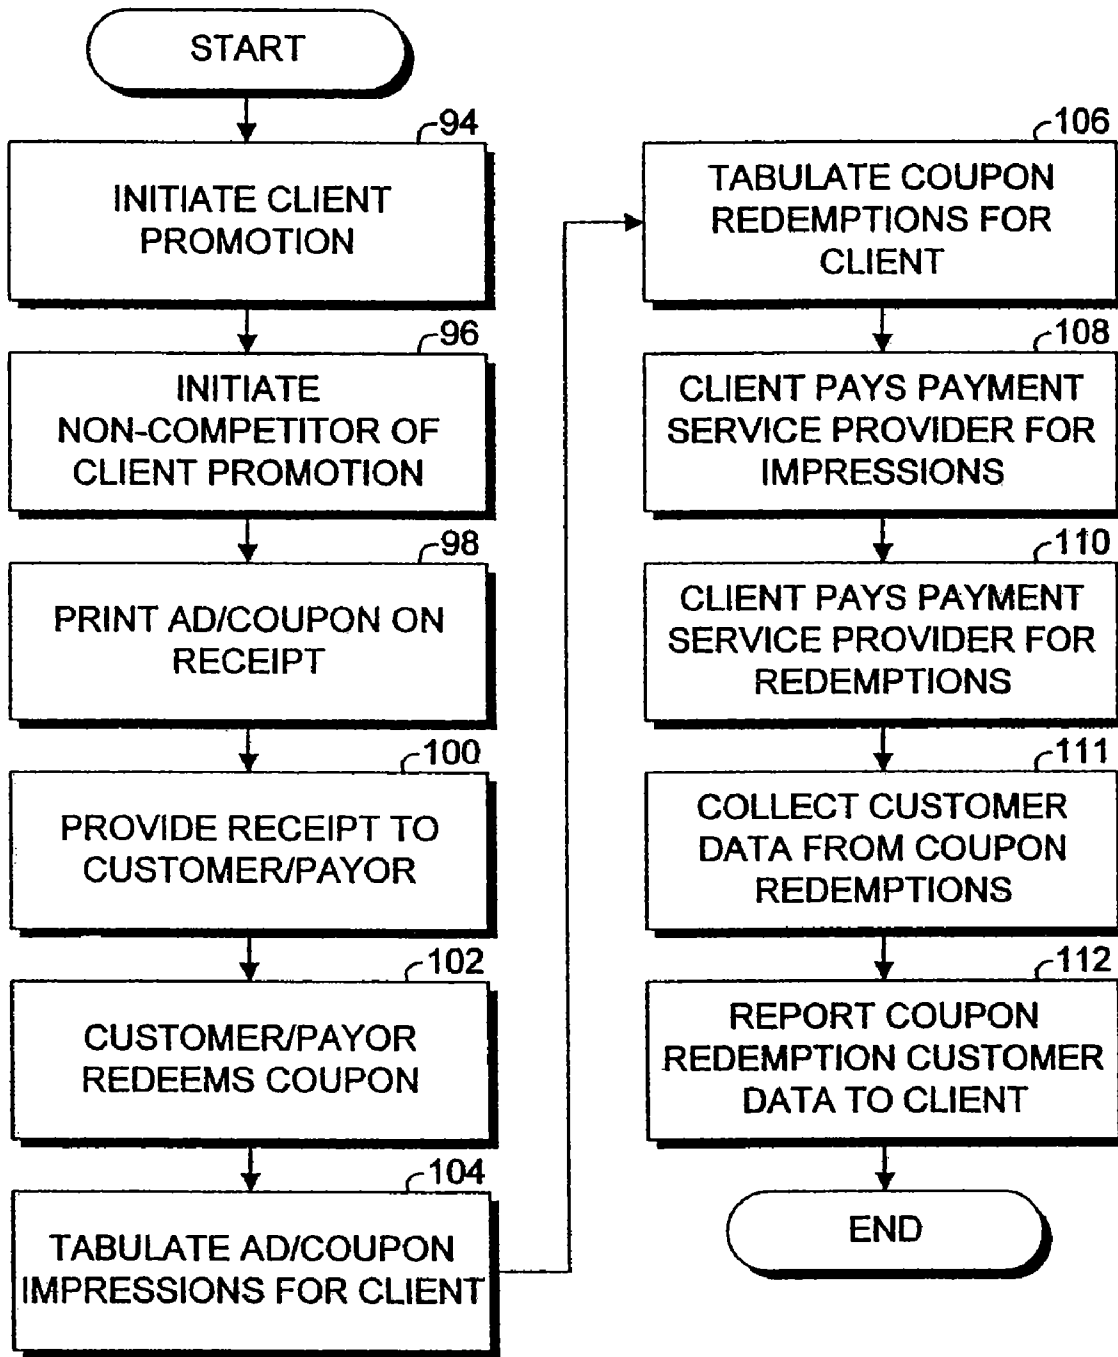 START
94
INITIATE CLIENT
PROMOTION
96
INITIATE
NON-COMPETITOR OF
CLIENT PROMOTION
98
PRINT AD/COUPON ON
RECEIPT
100
PROVIDE RECEIPT TO
CUSTOMER/PAYOR
102
CUSTOMER/PAYOR
REDEEMS COUPON
104
TABULATE AD/COUPON
IMPRESSIONS FOR CLIENT
106
TABULATE COUPON
REDEMPTIONS FOR
CLIENT
108
CLIENT PAYS PAYMENT
SERVICE PROVIDER FOR
IMPRESSIONS
110
CLIENT PAYS PAYMENT
SERVICE PROVIDER FOR
REDEMPTIONS
111
COLLECT CUSTOMER
DATA FROM COUPON
REDEMPTIONS
112
REPORT COUPON
REDEMPTION CUSTOMER
DATA TO CLIENT
END